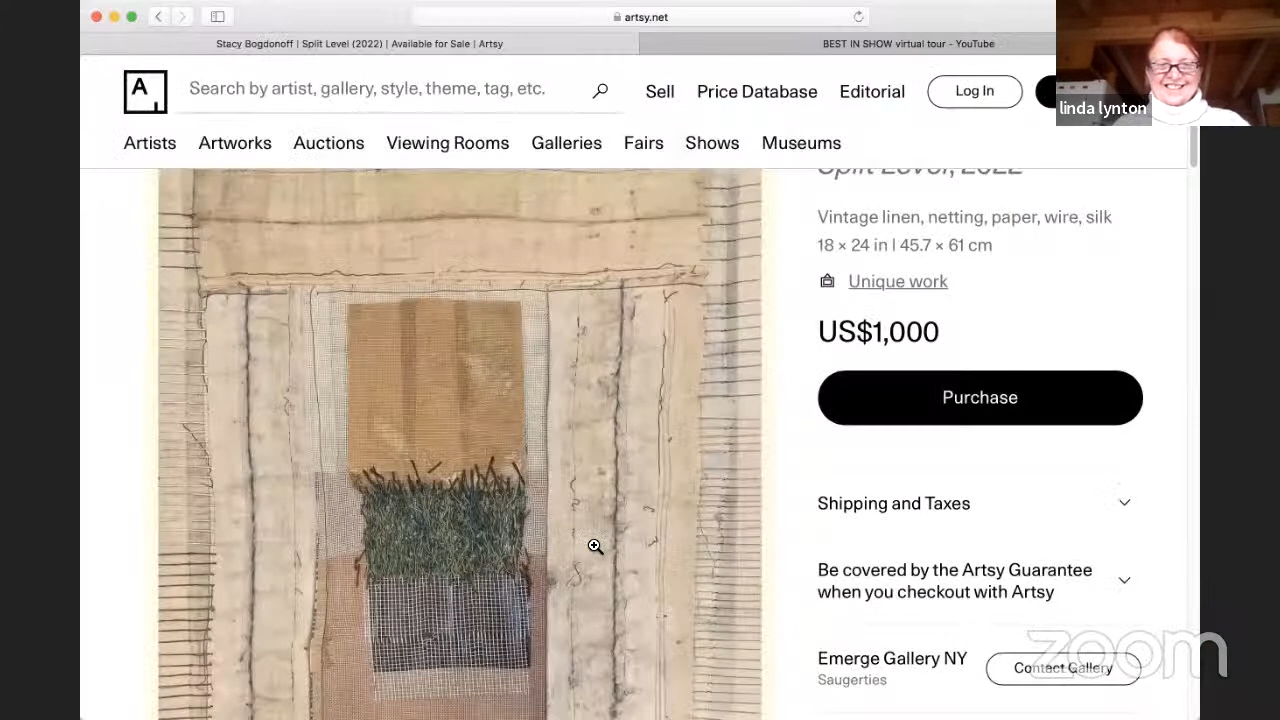 artsy.net
Stacy Bogdonoff | Split Level (2022) | Available for Sale | Artsy
BEST IN SHOW virtual tour - YouTube
A
Search by artist, gallery, style, theme, tag, etc.
Sell
Price Database
Editorial
Log In
linda lynton
Artists
Artworks
Auctions
Viewing Rooms
Galleries
Fairs
Shows
Museums
Split Level, 2022
Vintage linen, netting, paper, wire, silk
18 × 24 in | 45.7 × 61 cm
Unique work
US$1,000
Purchase
Shipping and Taxes
Be covered by the Artsy Guarantee
when you checkout with Artsy
Emerge Gallery NY
Saugerties
Contact Gallery
zoom